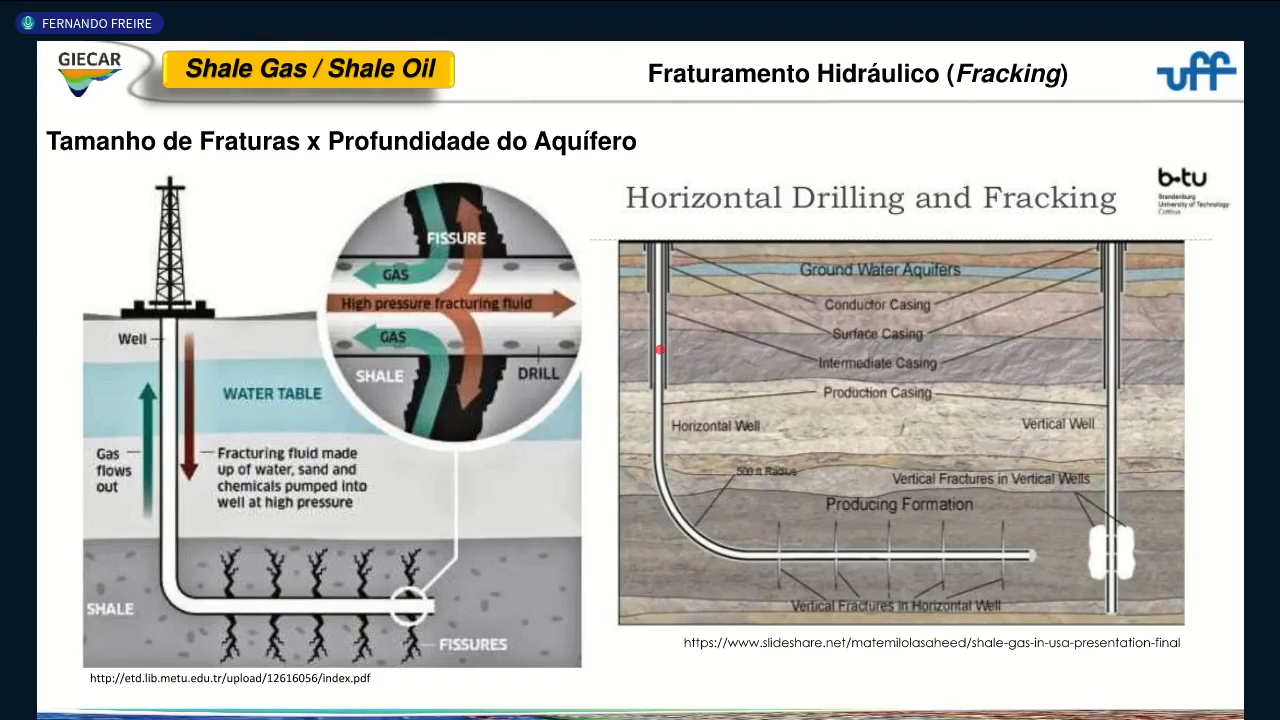 FERNANDO FREIRE
GIECAR
Shale Gas / Shale Oil
Fraturamento Hidráulico (Fracking)
uff
Tamanho de Fraturas x Profundidade do Aquífero
FISSURE
GAS
High pressure fracturing fluid
GAS
SHALE
DRILL
Well
WATER TABLE
Gas
flows
out
Fracturing fluid made
up of water, sand and
chemicals pumped into
well at high pressure
SHALE
FISSURES
http://etd.lib.metu.edu.tr/upload/12616056/index.pdf
Horizontal Drilling and Fracking
b-tu
Brandenburg
University of Technology
Cottbus
Ground Water Aquifers
Conductor Casing
Surface Casing
Intermediate Casing
Production Casing
Horizontal Well
Vertical Well
500 ft Radius
Vertical Fractures in Vertical Wells
Producing Formation
Vertical Fractures in Horizontal Well
https://www.slideshare.net/matemilolasaheed/shale-gas-in-usa-presentation-final